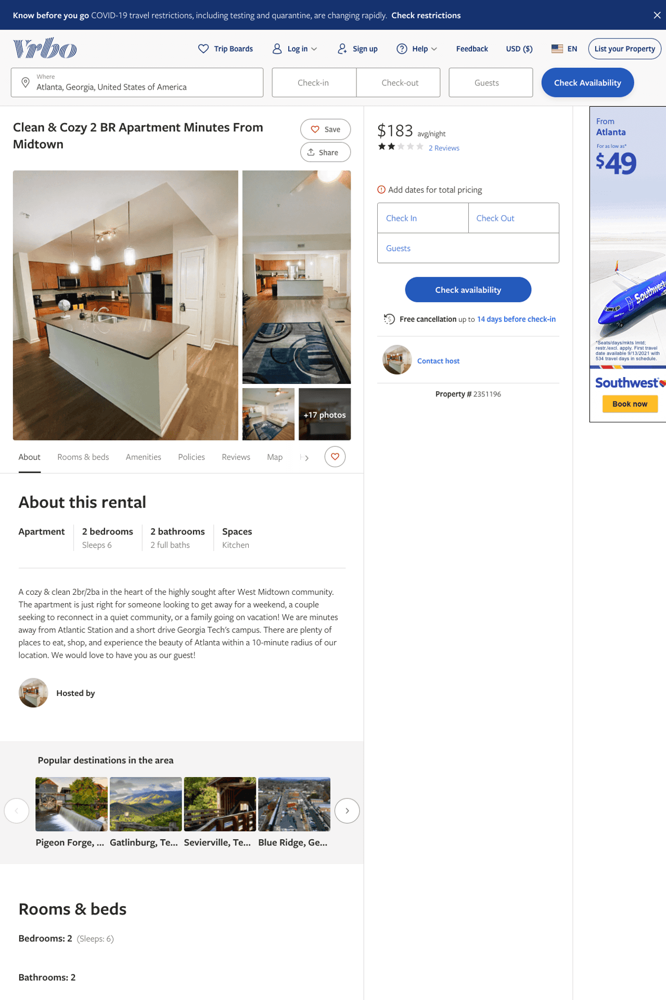 Know before you go COVID-19 travel restrictions, including testing and quarantine, are changing rapidly. Check restrictions
Vrbo
Trip Boards
Log in
Sign up
Help
Feedback
USD ($)
EN
List your Property
Where
Atlanta, Georgia, United States of America
Check-in
Check-out
Guests
Check Availability
Clean & Cozy 2 BR Apartment Minutes From
Midtown
Save
Share
+17 photos
About
Rooms & beds
Amenities
Policies
Reviews
Map
About this rental
Apartment
2 bedrooms
Sleeps 6
2 bathrooms
2 full baths
Spaces
Kitchen
A cozy & clean 2br/2ba in the heart of the highly sought after West Midtown community.
The apartment is just right for someone looking to get away for a weekend, a couple
seeking to reconnect in a quiet community, or a family going on vacation! We are minutes
away from Atlantic Station and a short drive Georgia Tech's campus. There are plenty of
places to eat, shop, and experience the beauty of Atlanta within a 10-minute radius of our
location. We would love to have you as our guest!
Hosted by
Popular destinations in the area
Pigeon Forge, ...
Gatlinburg, Te...
Sevierville, Te...
Blue Ridge, Ge...
Rooms & beds
Bedrooms: 2 (Sleeps: 6)
Bathrooms: 2
$183 avg/night
2 Reviews
Add dates for total pricing
Check In
Check Out
Guests
Check availability
Free cancellation up to 14 days before check-in
Contact host
Property # 2351196
From
Atlanta
For as low as*
$49
Southwest
*Seats/days/mkts lmtd;
restr./excl. apply. First travel
date available 9/13/2021 with
534 travel days in schedule.
Southwest
Book now